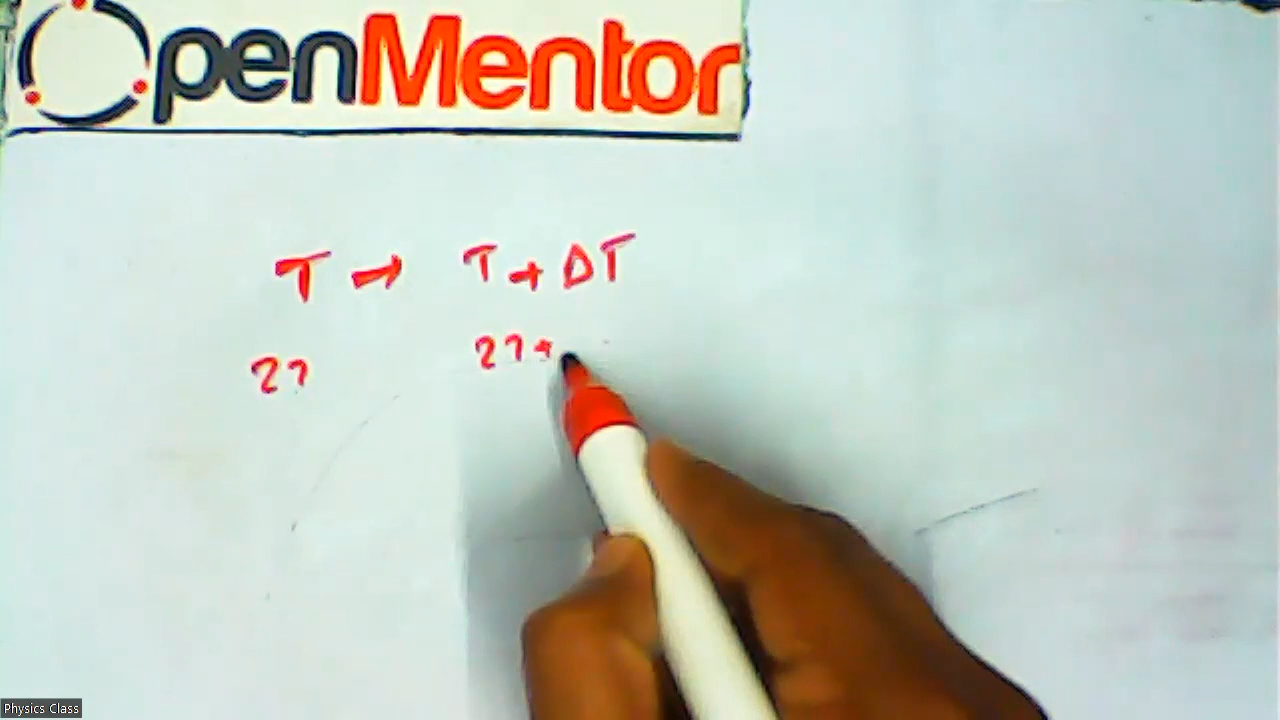 OpenMentor
T → T + ΔT
27 27 +
Physics Class